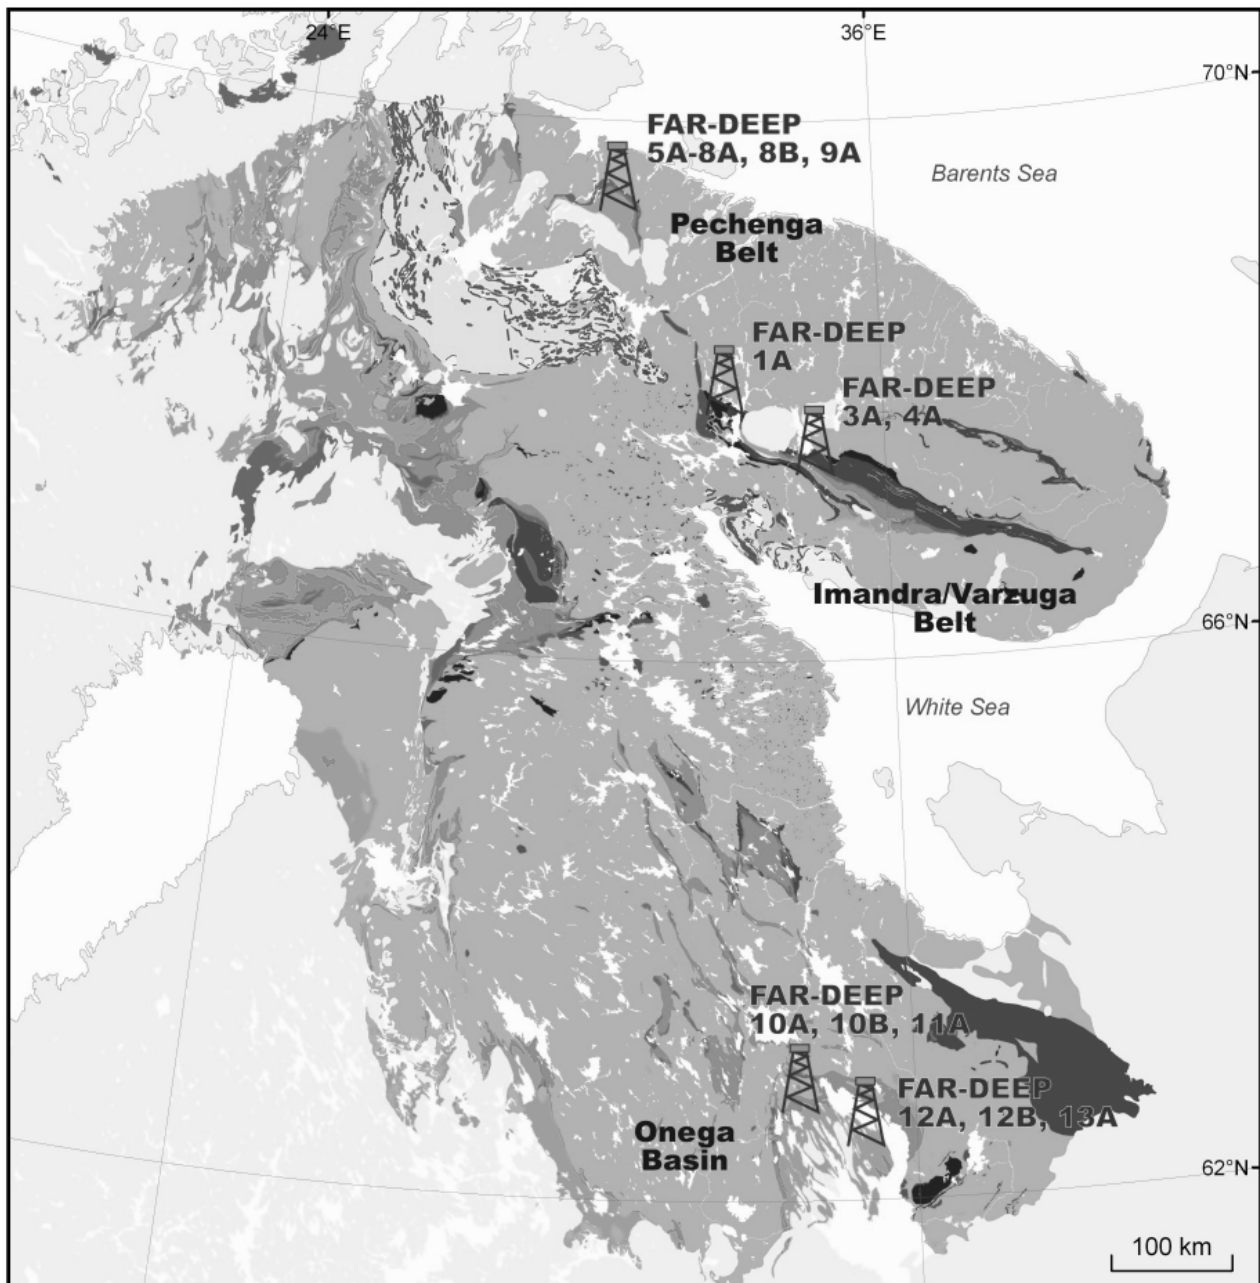 24°E
36°E
70°N
FAR-DEEP
5A-8A, 8B, 9A
Barents Sea
Pechenga
Belt
FAR-DEEP
1A
FAR-DEEP
3A, 4A
Imandra/Varzuga
Belt
66°N
White Sea
FAR-DEEP
10A, 10B, 11A
FAR-DEEP
12A, 12B, 13A
Onega
Basin
62°N
100 km